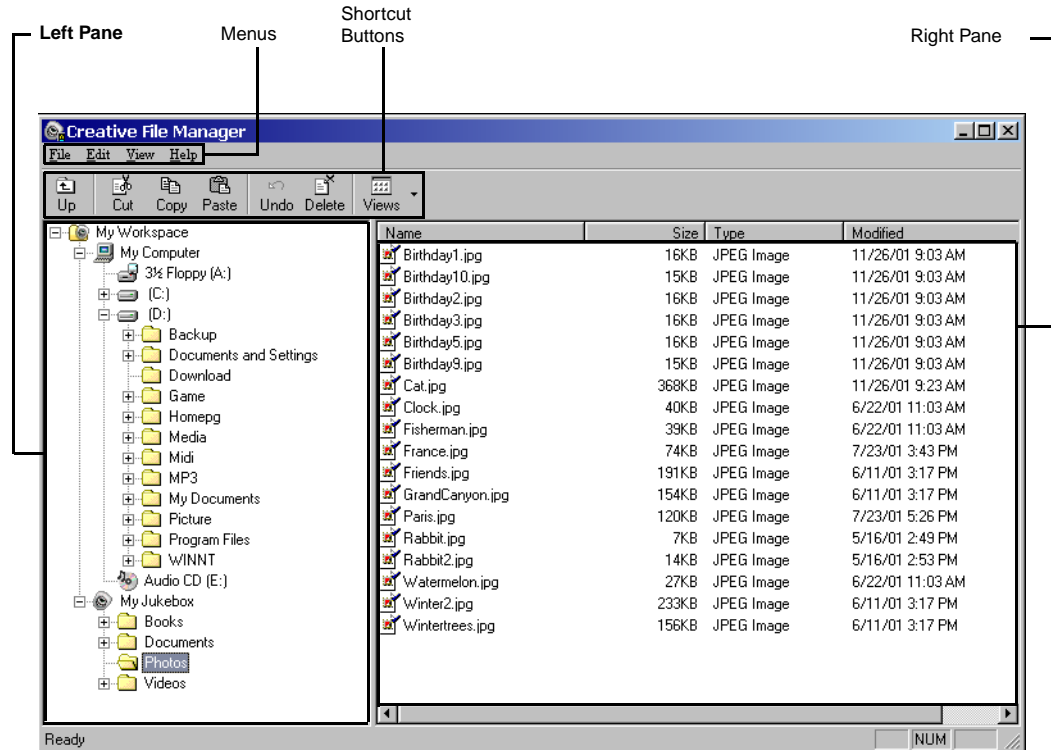 Left Pane
Menus
Shortcut
Buttons
Right Pane
Creative File Manager
File Edit View Help
Up Cut Copy Paste Undo Delete Views
My Workspace
My Computer
3½ Floppy (A:)
(C:)
(D:)
Backup
Documents and Settings
Download
Game
Homepg
Media
Midi
MP3
My Documents
Picture
Program Files
WINNT
Audio CD (E:)
My Jukebox
Books
Documents
Photos
Videos
Name Size Type Modified
Birthday1.jpg 16KB JPEG Image 11/26/01 9:03 AM
Birthday10.jpg 15KB JPEG Image 11/26/01 9:03 AM
Birthday2.jpg 16KB JPEG Image 11/26/01 9:03 AM
Birthday3.jpg 16KB JPEG Image 11/26/01 9:03 AM
Birthday5.jpg 16KB JPEG Image 11/26/01 9:03 AM
Birthday9.jpg 15KB JPEG Image 11/26/01 9:03 AM
Cat.jpg 368KB JPEG Image 11/26/01 9:23 AM
Clock.jpg 40KB JPEG Image 6/22/01 11:03 AM
Fisherman.jpg 39KB JPEG Image 6/22/01 11:03 AM
France.jpg 74KB JPEG Image 7/23/01 3:43 PM
Friends.jpg 191KB JPEG Image 6/11/01 3:17 PM
GrandCanyon.jpg 154KB JPEG Image 6/11/01 3:17 PM
Paris.jpg 120KB JPEG Image 7/23/01 5:26 PM
Rabbit.jpg 7KB JPEG Image 5/16/01 2:49 PM
Rabbit2.jpg 14KB JPEG Image 5/16/01 2:53 PM
Watermelon.jpg 27KB JPEG Image 6/22/01 11:03 AM
Winter2.jpg 233KB JPEG Image 6/11/01 3:17 PM
Wintertrees.jpg 156KB JPEG Image 6/11/01 3:17 PM
Ready NUM